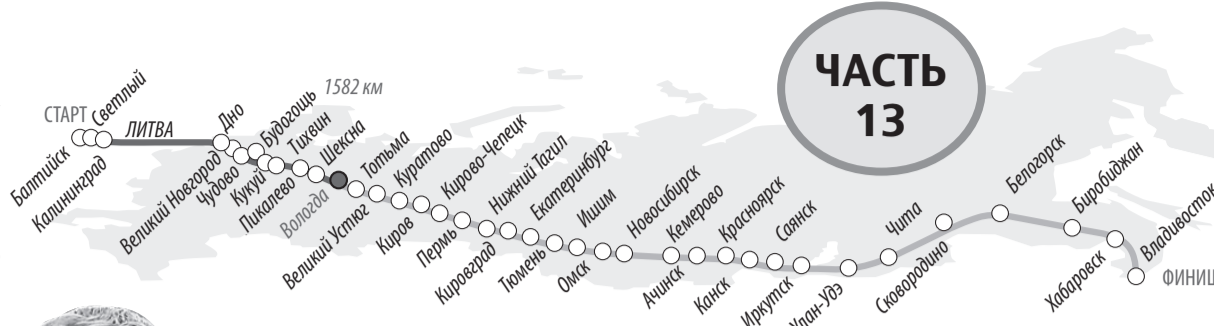 ЧАСТЬ
13
1582 км
СТАРТ
Балтийск
Светлый
Калининград
ЛИТВА
Дно
Великий Новгород
Чудово
Будогощь
Кукуй
Тихвин
Пикалево
Шексна
Вологда
Тотьма
Великий Устюг
Куратово
Киров
Кирово-Чепецк
Пермь
Нижний Тагил
Кировград
Екатеринбург
Тюмень
Ишим
Омск
Новосибирск
Кемерово
Ачинск
Красноярск
Канск
Саянск
Иркутск
Улан-Удэ
Чита
Сковородино
Белогорск
Биробиджан
Хабаровск
Владивосток